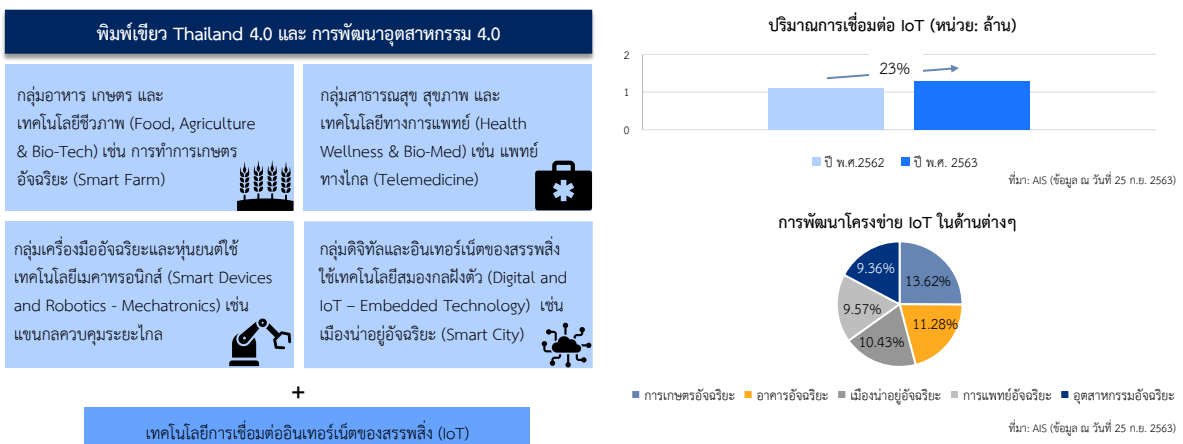 พิมพ์เขียว Thailand 4.0 และ การพัฒนาอุตสาหกรรม 4.0
กลุ่มอาหาร เกษตร และ
เทคโนโลยีชีวภาพ (Food, Agriculture
& Bio-Tech) เช่น การทำการเกษตร
อัจฉริยะ (Smart Farm)
กลุ่มสาธารณสุข สุขภาพ และ
เทคโนโลยีทางการแพทย์ (Health
Wellness & Bio-Med) เช่น แพทย์
ทางไกล (Telemedicine)
กลุ่มเครื่องมืออัจฉริยะและหุ่นยนต์ใช้
เทคโนโลยีเมคาทรอนิกส์ (Smart Devices
and Robotics - Mechatronics) เช่น
แขนกลควบคุมระยะไกล
กลุ่มดิจิทัลและอินเทอร์เน็ตของสรรพสิ่ง
ใช้เทคโนโลยีสมองกลฝังตัว (Digital and
IoT – Embedded Technology) เช่น
เมืองน่าอยู่อัจฉริยะ (Smart City)
+
เทคโนโลยีการเชื่อมต่ออินเทอร์เน็ตของสรรพสิ่ง (IoT)
ปริมาณการเชื่อมต่อ IoT (หน่วย: ล้าน)
2
1
0
23%
ปี พ.ศ.2562
ปี พ.ศ. 2563
ที่มา: AIS (ข้อมูล ณ วันที่ 25 ก.ย. 2563)
การพัฒนาโครงข่าย IoT ในด้านต่างๆ
13.62%
11.28%
10.43%
9.57%
9.36%
การเกษตรอัจฉริยะ
อาคารอัจฉริยะ
เมืองน่าอยู่อัจฉริยะ
การแพทย์อัจฉริยะ
อุตสาหกรรมอัจฉริยะ
ที่มา: AIS (ข้อมูล ณ วันที่ 25 ก.ย. 2563)